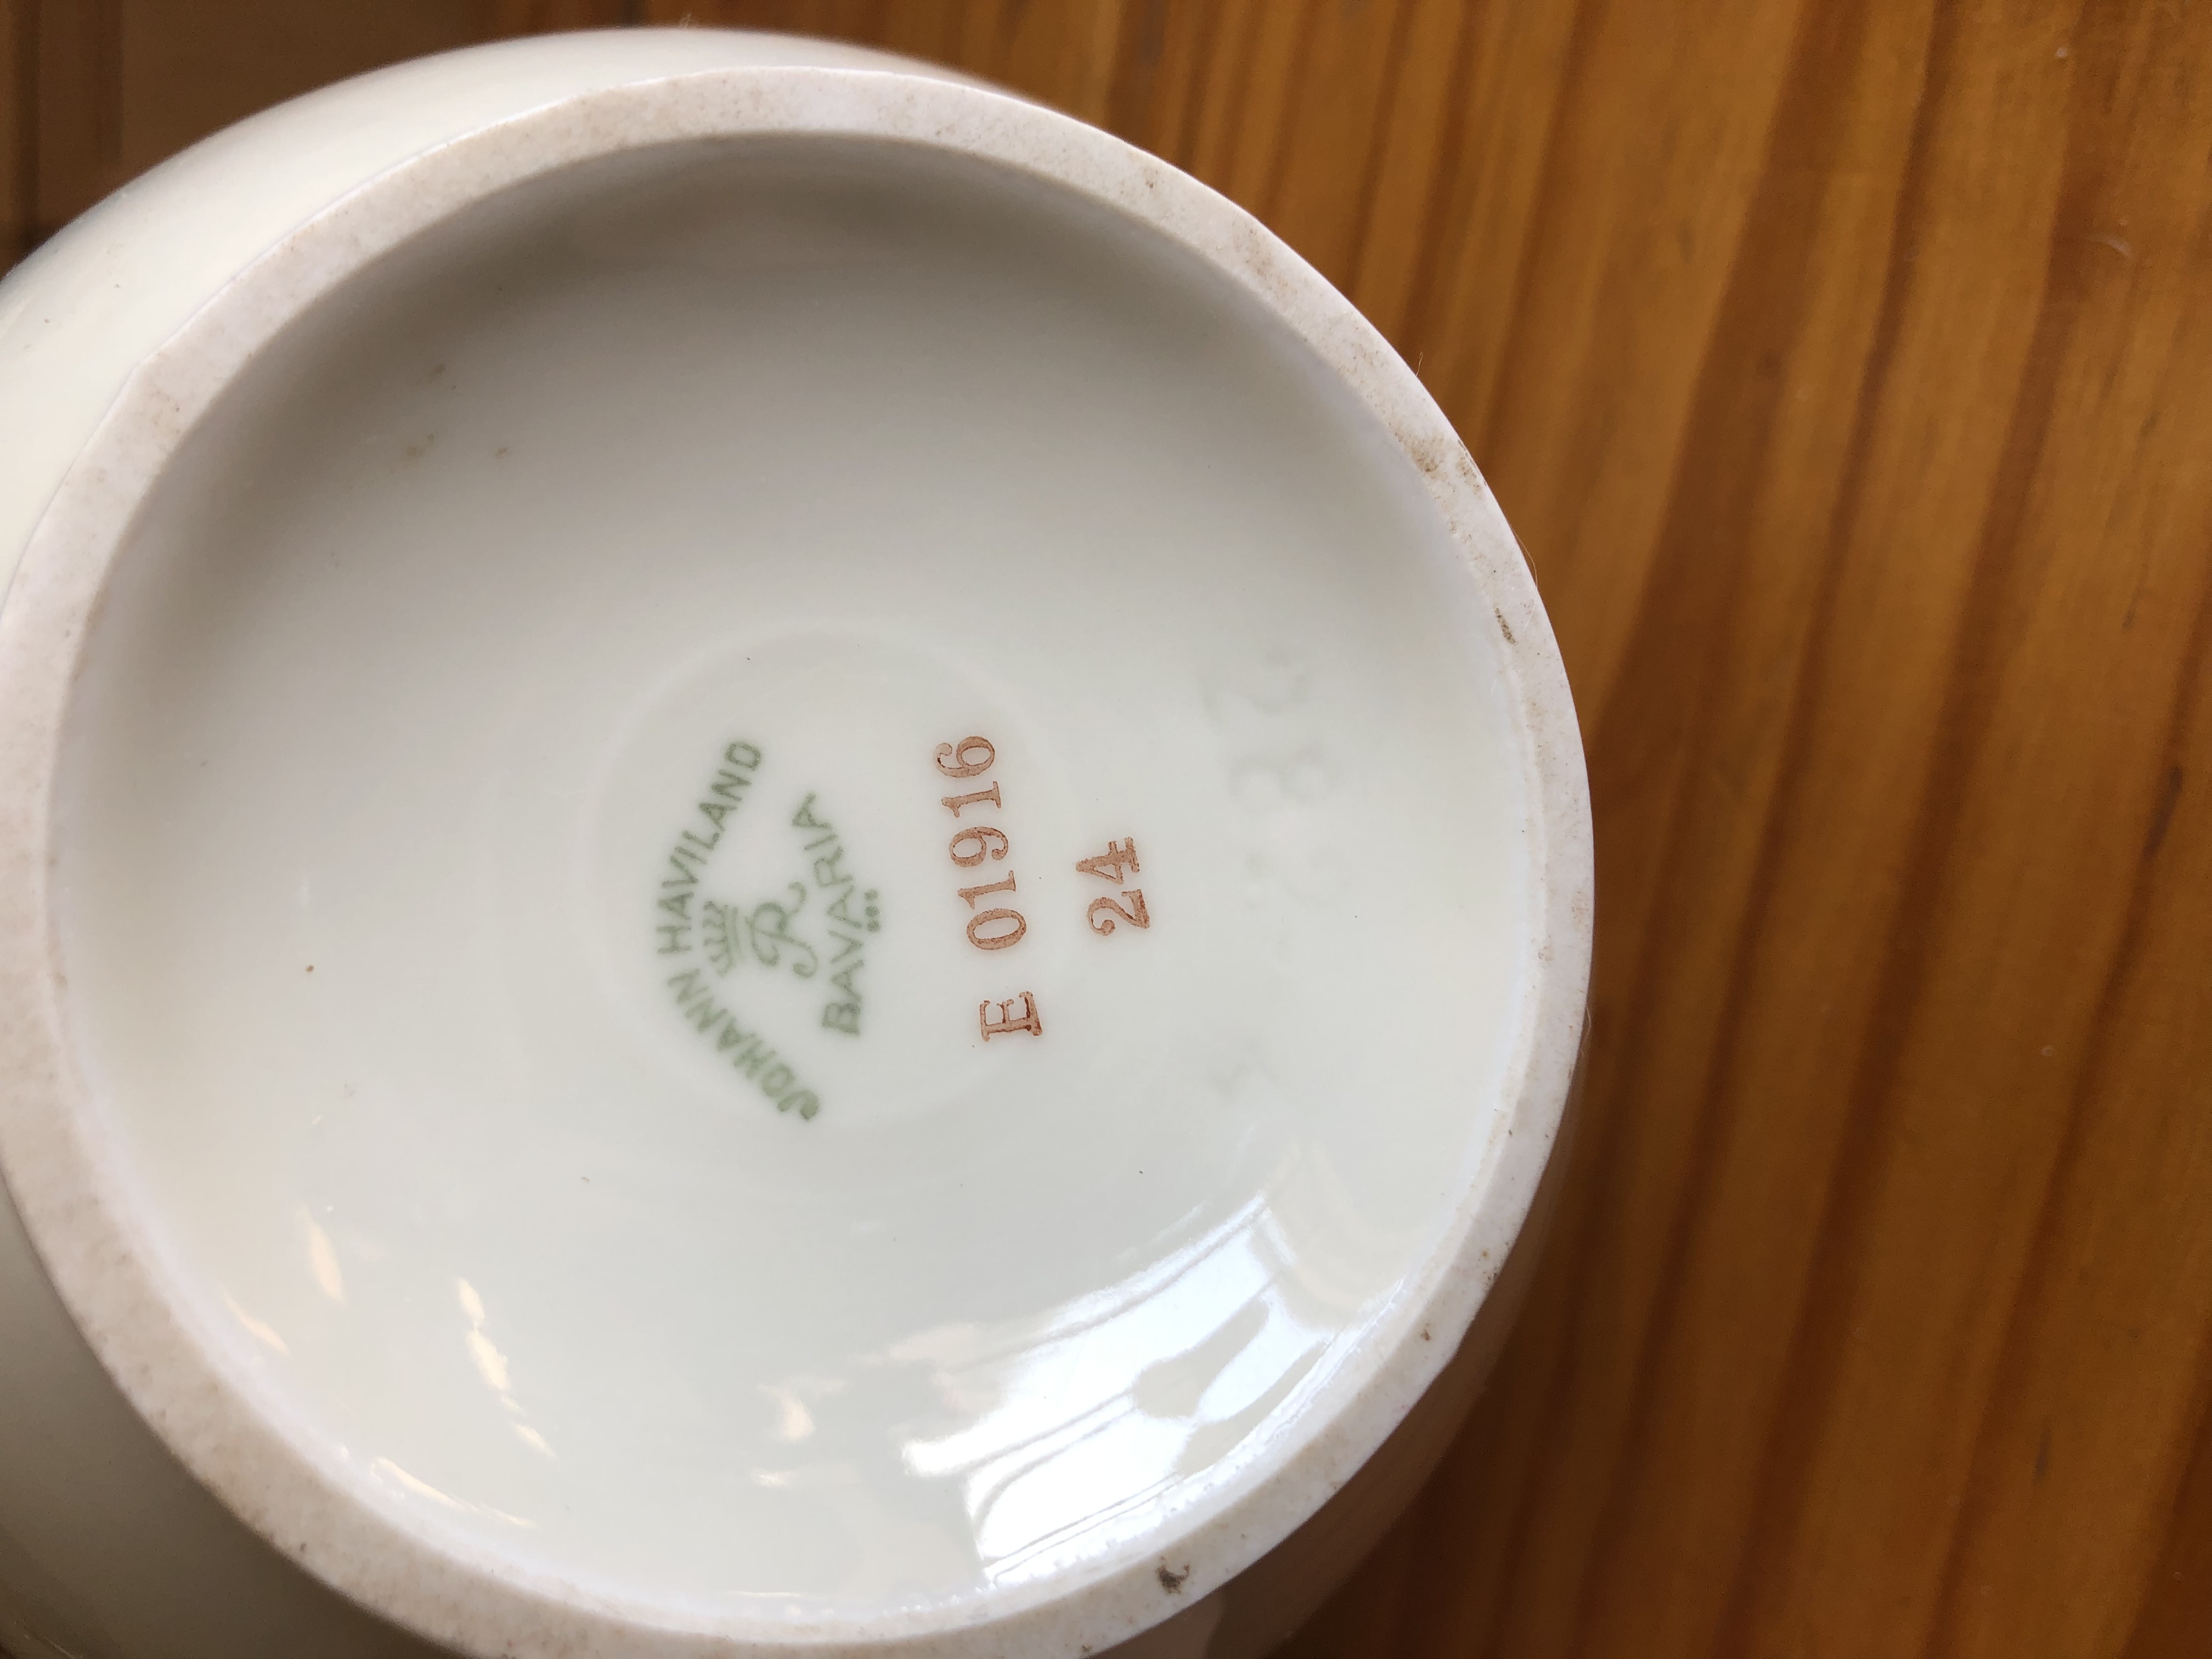 JOHANN HAVILAND
R
BAVARIA
E 01916
24